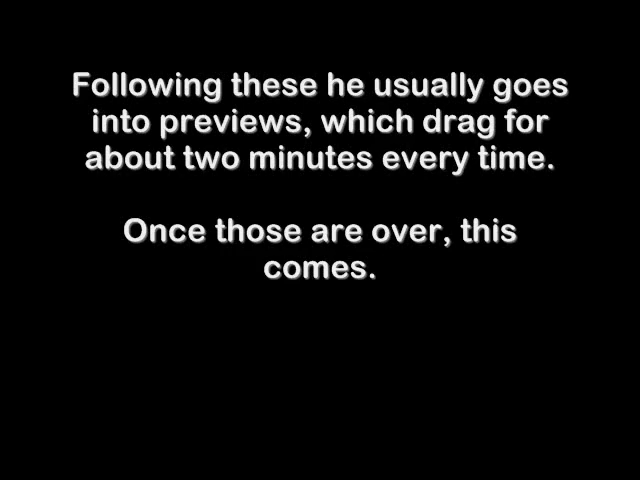 Following these he usually goes
into previews, which drag for
about two minutes every time.
Once those are over, this
comes.